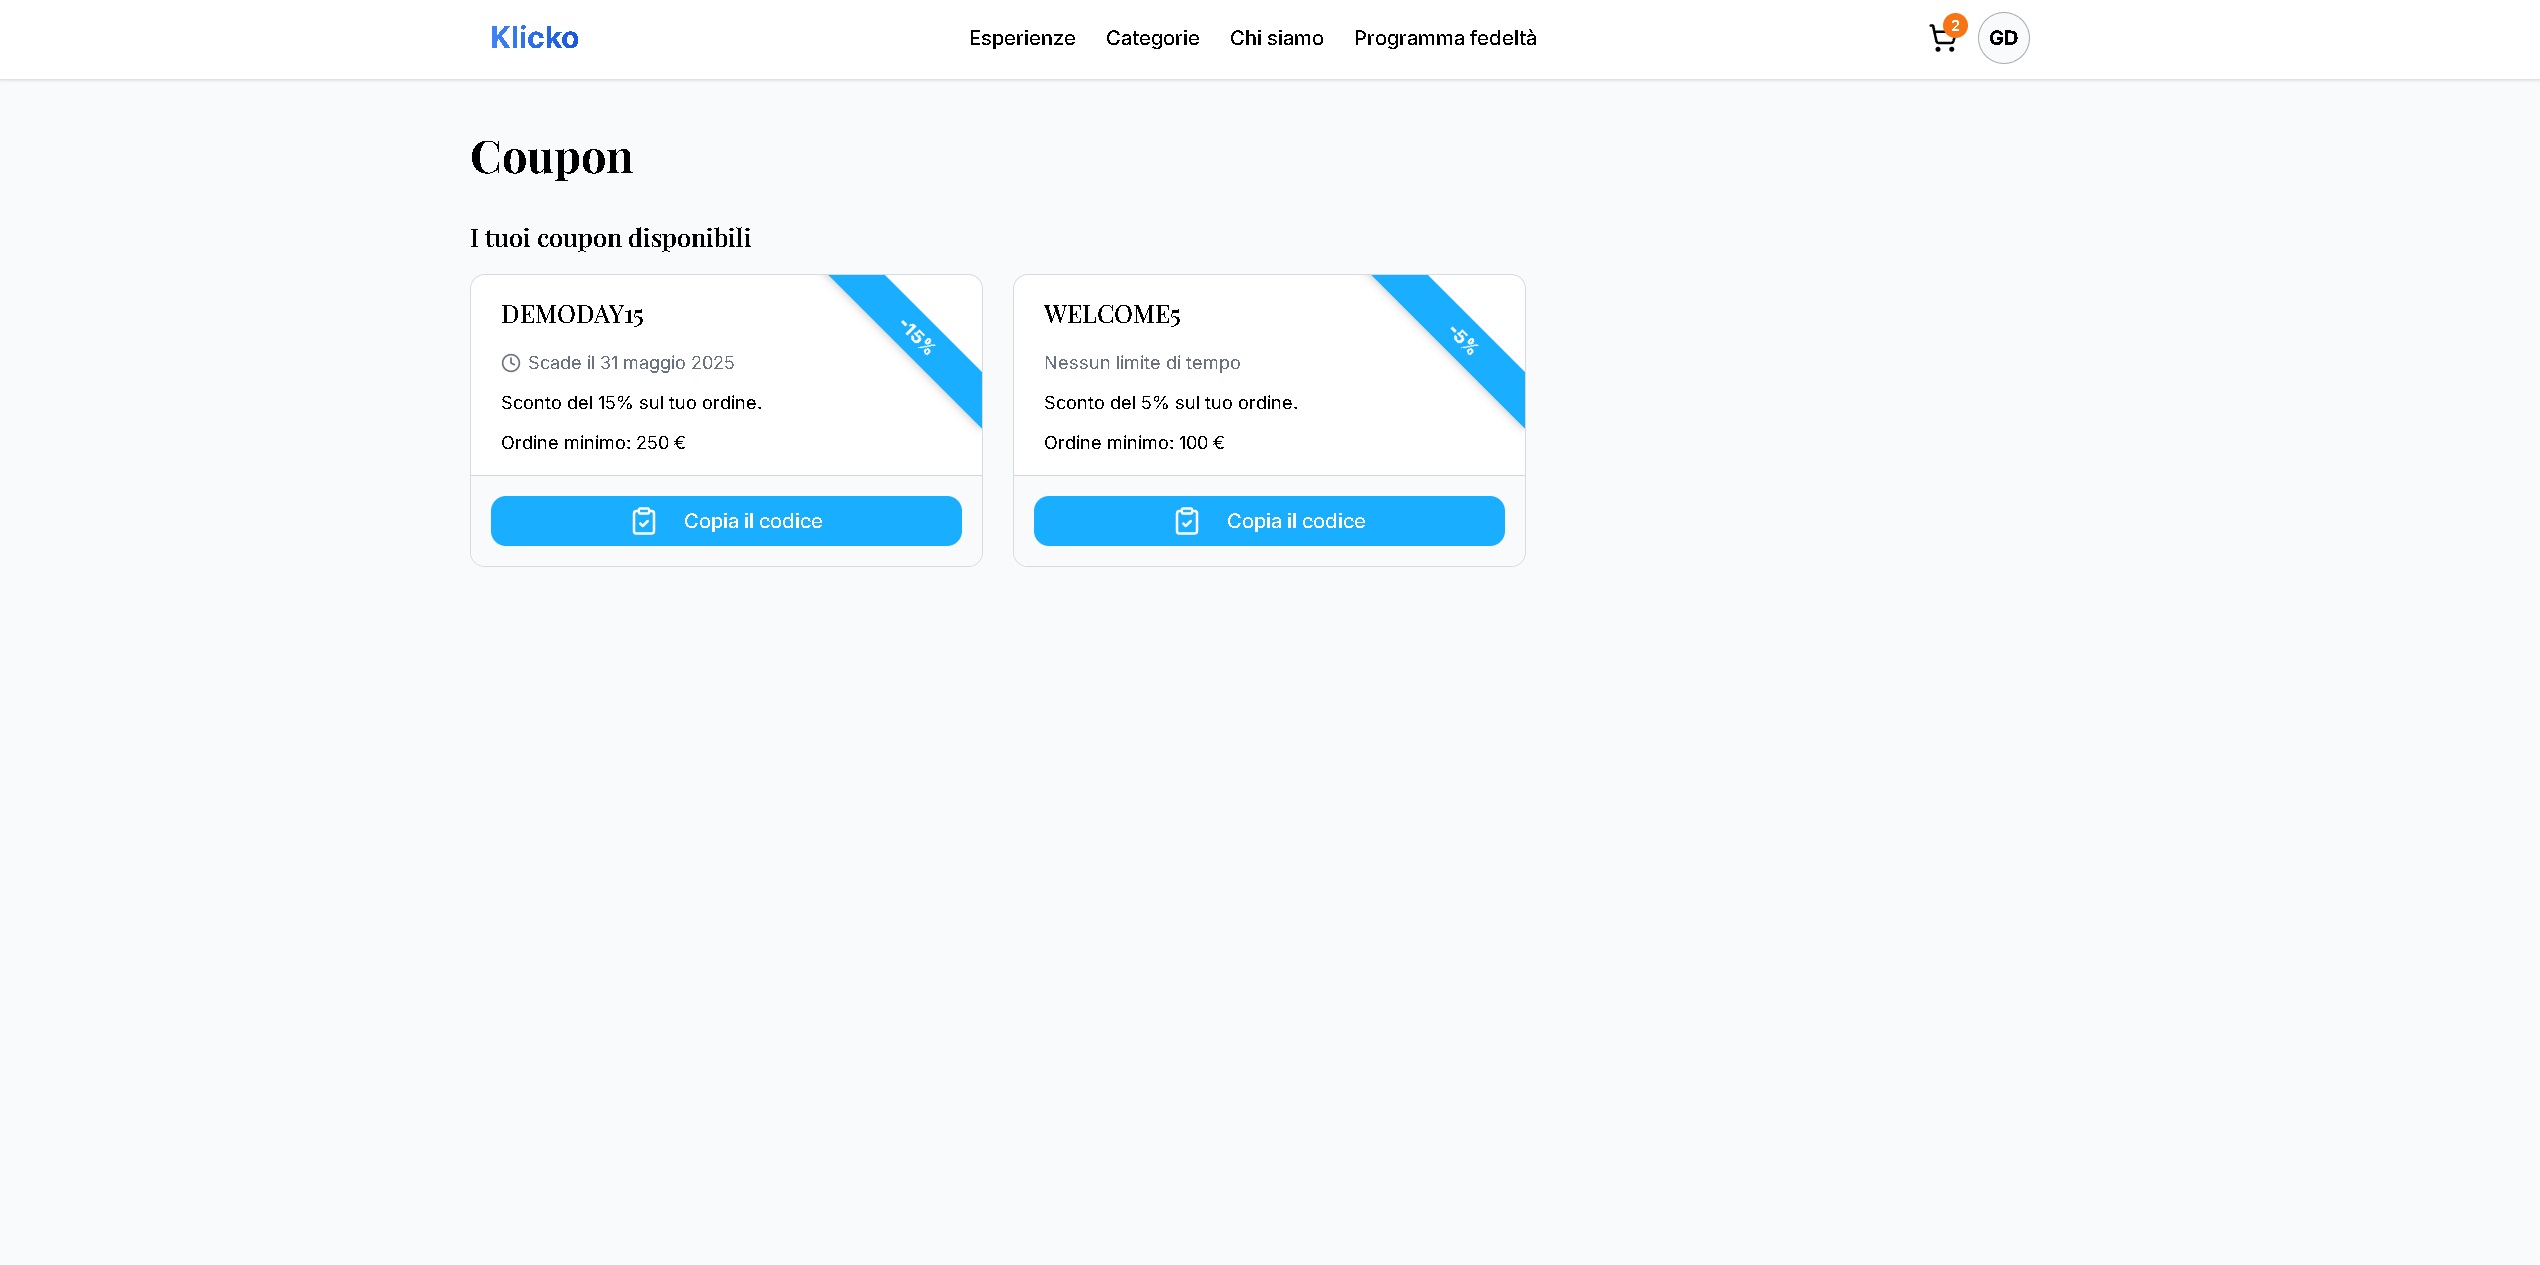 Klicko
Esperienze
Categorie
Chi siamo
Programma fedeltà
2
GD
Coupon
I tuoi coupon disponibili
DEMODAY15
-15%
Scade il 31 maggio 2025
Sconto del 15% sul tuo ordine.
Ordine minimo: 250 €
Copia il codice
WELCOME5
-5%
Nessun limite di tempo
Sconto del 5% sul tuo ordine.
Ordine minimo: 100 €
Copia il codice